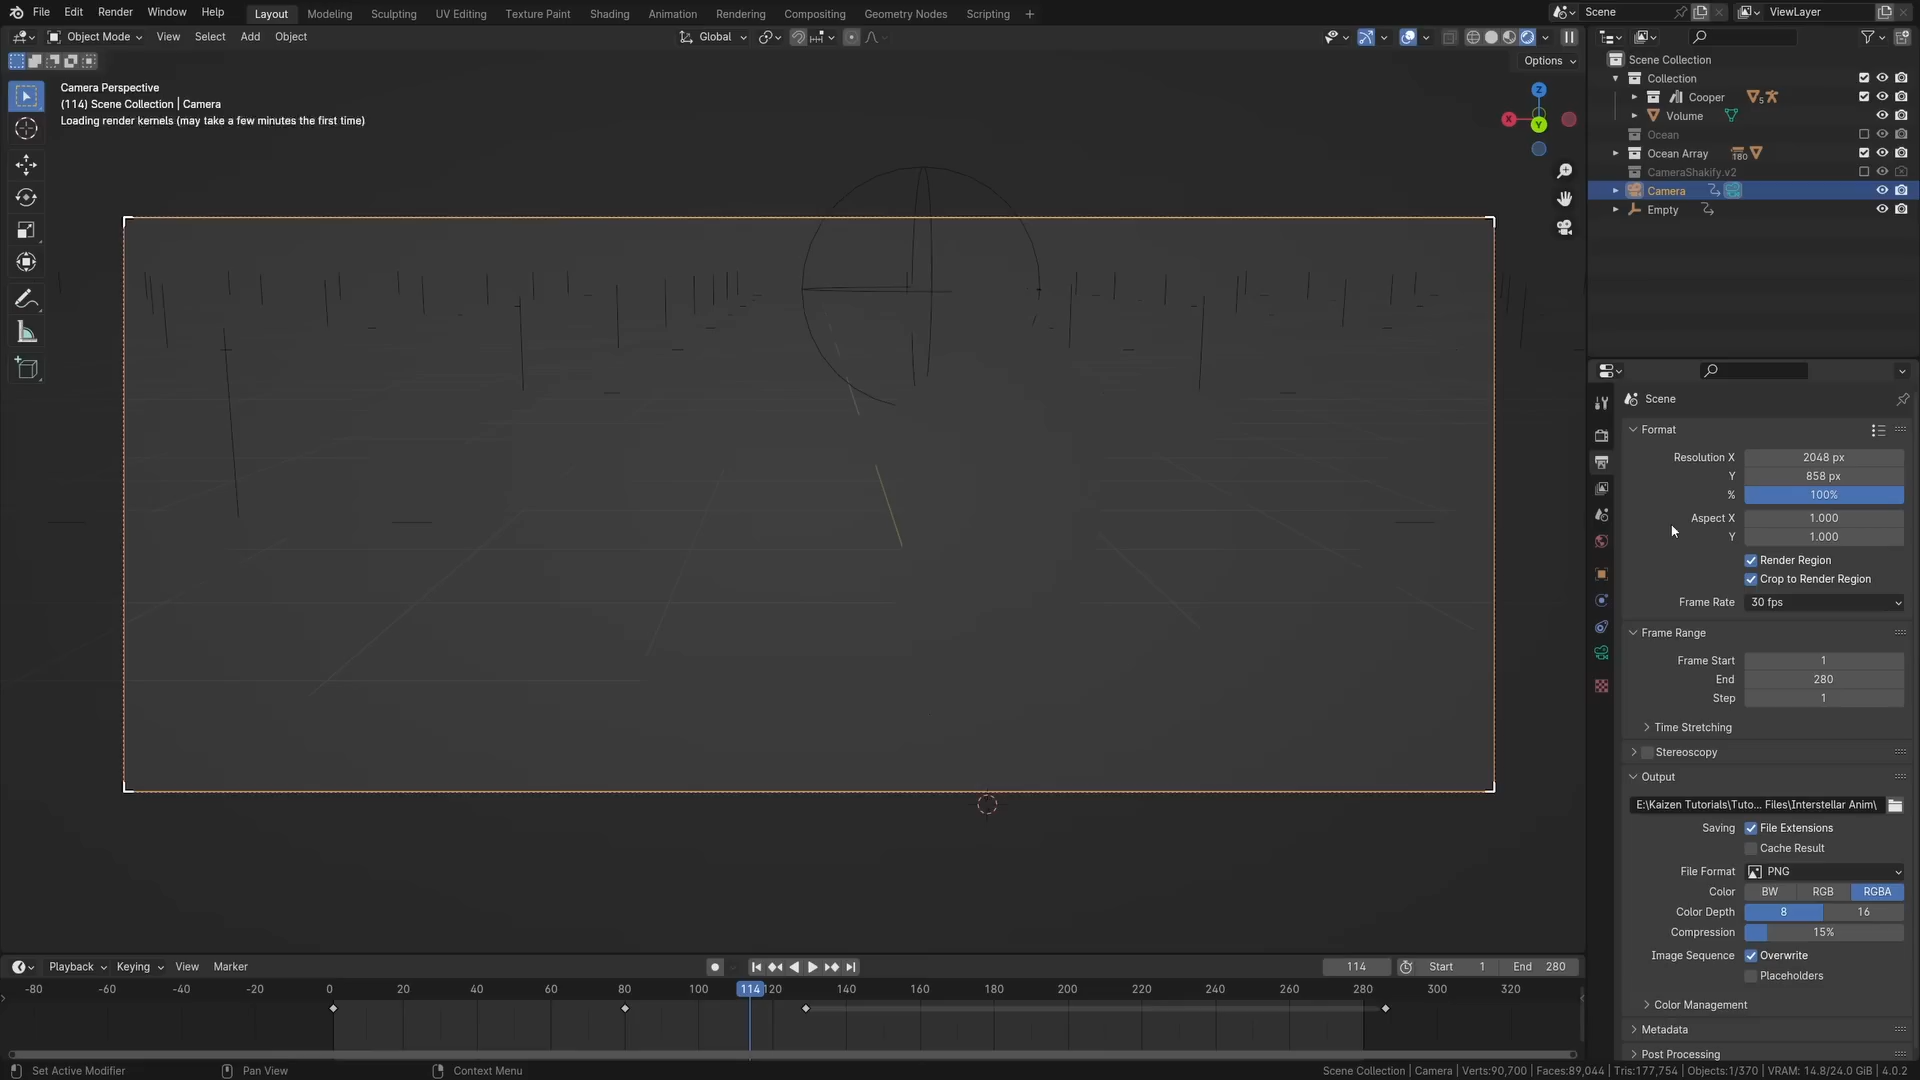 File Edit Render Window Help Layout Modeling Sculpting UV Editing Texture Paint Shading Animation Rendering Compositing Geometry Nodes Scripting + Scene ViewLayer
Object Mode View Select Add Object Global
Options
Camera Perspective
(114) Scene Collection | Camera
Loading render kernels (may take a few minutes the first time)
Z
X
Y
Scene Collection
Collection
Cooper 5
Volume
Ocean
Ocean Array 180
CameraShakify.v2
Camera
Empty
Scene
Format
Resolution X 2048 px
Y 858 px
% 100%
Aspect X 1.000
Y 1.000
Render Region
Crop to Render Region
Frame Rate 30 fps
Frame Range
Frame Start 1
End 280
Step 1
Time Stretching
Stereoscopy
Output
E:\Kaizen Tutorials\Tuto... Files\Interstellar Anim\
Saving File Extensions
Cache Result
File Format PNG
Color BW RGB RGBA
Color Depth 8 16
Compression 15%
Image Sequence Overwrite
Placeholders
Color Management
Metadata
Post Processing
Playback Keying View Marker 114 Start 1 End 280
-80 -60 -40 -20 0 20 40 60 80 100 114 120 140 160 180 200 220 240 260 280 300 320
Set Active Modifier Pan View Context Menu Scene Collection | Camera | Verts:90,700 | Faces:89,044 | Tris:177,754 | Objects:1/370 | VRAM: 14.8/24.0 GiB | 4.0.2